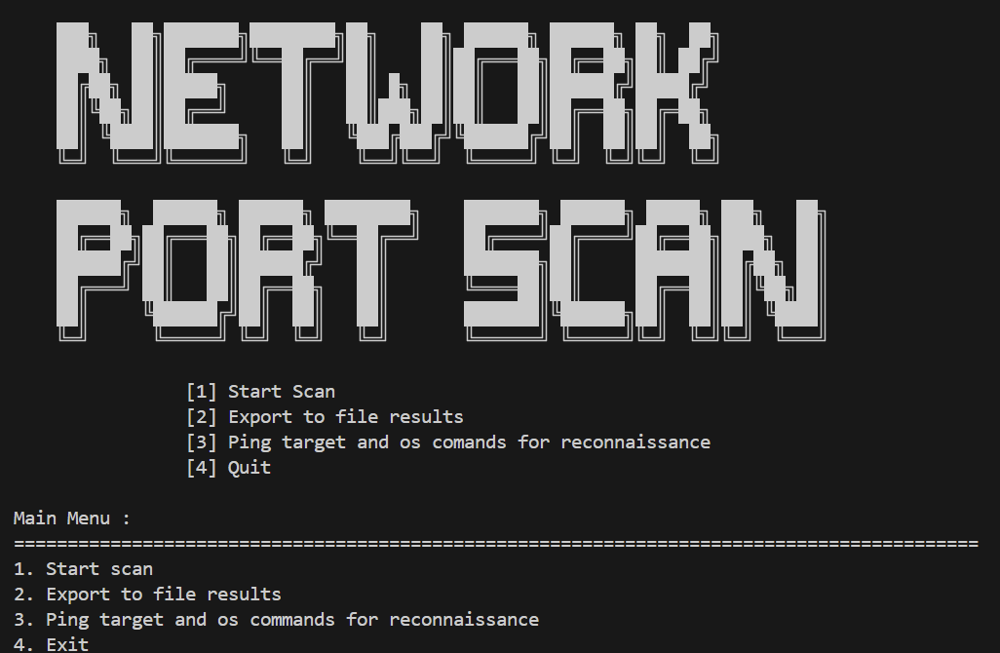 NETWORK
PORT SCAN
[1] Start Scan
[2] Export to file results
[3] Ping target and os comands for reconnaissance
[4] Quit
Main Menu :
==========================================================================================
1. Start scan
2. Export to file results
3. Ping target and os commands for reconnaissance
4. Exit